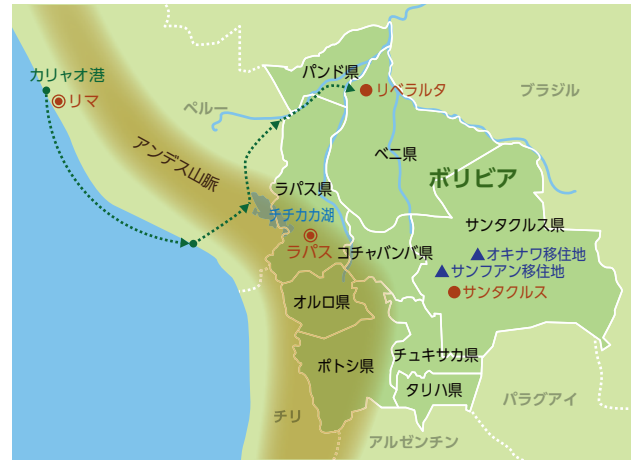 パンド県
カリャオ港
リマ
リベラルタ
ブラジル
ペルー
アンデス山脈
ベニ県
ラパス県
ボリビア
チチカカ湖
サンタクルス県
ラパス
コチャバンバ県
オキナワ移住地
サンフアン移住地
サンタクルス
オルロ県
ポトシ県
チュキサカ県
タリハ県
パラグアイ
チリ
アルゼンチン